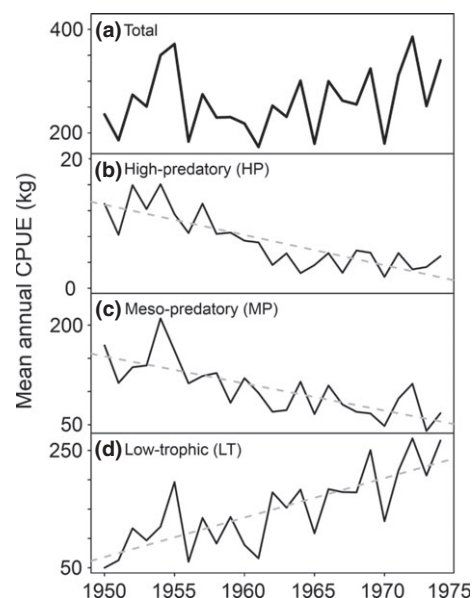 (a) Total
400
200
(b) High-predatory (HP)
20
0
(c) Meso-predatory (MP)
200
50
(d) Low-trophic (LT)
250
50
Mean annual CPUE (kg)
1950 1955 1960 1965 1970 1975